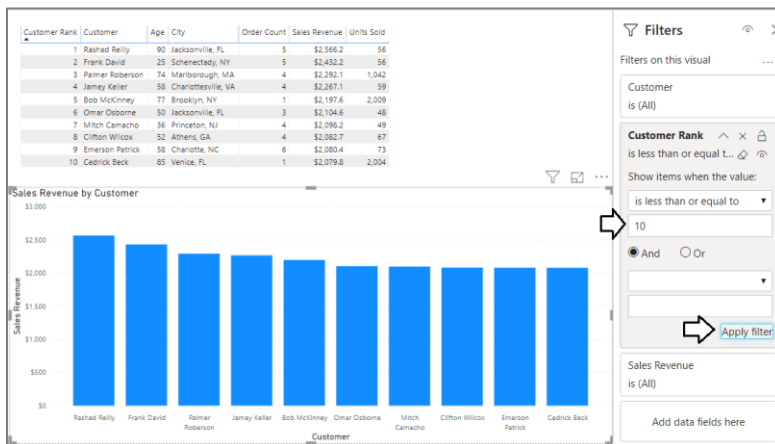 Customer Rank Customer Age City Order Count Sales Revenue Units Sold
1 Rashad Reilly 90 Jacksonville, FL 5 $2,566.2 56
2 Frank David 25 Schenectady, NY 5 $2,432.2 56
3 Palmer Roberson 74 Marlborough, MA 4 $2,292.1 1,042
4 Jamey Keller 58 Charlottesville, VA 4 $2,267.1 59
5 Bob McKinney 77 Brooklyn, NY 1 $2,197.6 2,009
6 Omar Osborne 50 Jacksonville, FL 3 $2,104.6 48
7 Mitch Camacho 36 Princeton, NJ 4 $2,098.2 49
8 Clifton Wilcox 52 Athens, GA 4 $2,082.7 67
9 Emerson Patrick 58 Charlotte, NC 6 $2,080.4 73
10 Cedrick Beck 85 Venice, FL 1 $2,079.8 2,004
Sales Revenue by Customer
$3,000
$2,500
$2,000
$1,500
$1,000
$500
$0
Sales Revenue
Rashad Reilly Frank David Palmer Roberson Jamey Keller Bob McKinney Omar Osborne Mitch Camacho Clifton Wilcox Emerson Patrick Cedrick Beck
Customer
Filters
Filters on this visual ...
Customer
is (All)
Customer Rank
is less than or equal t...
Show items when the value:
is less than or equal to
10
And Or
Apply filter
Sales Revenue
is (All)
Add data fields here